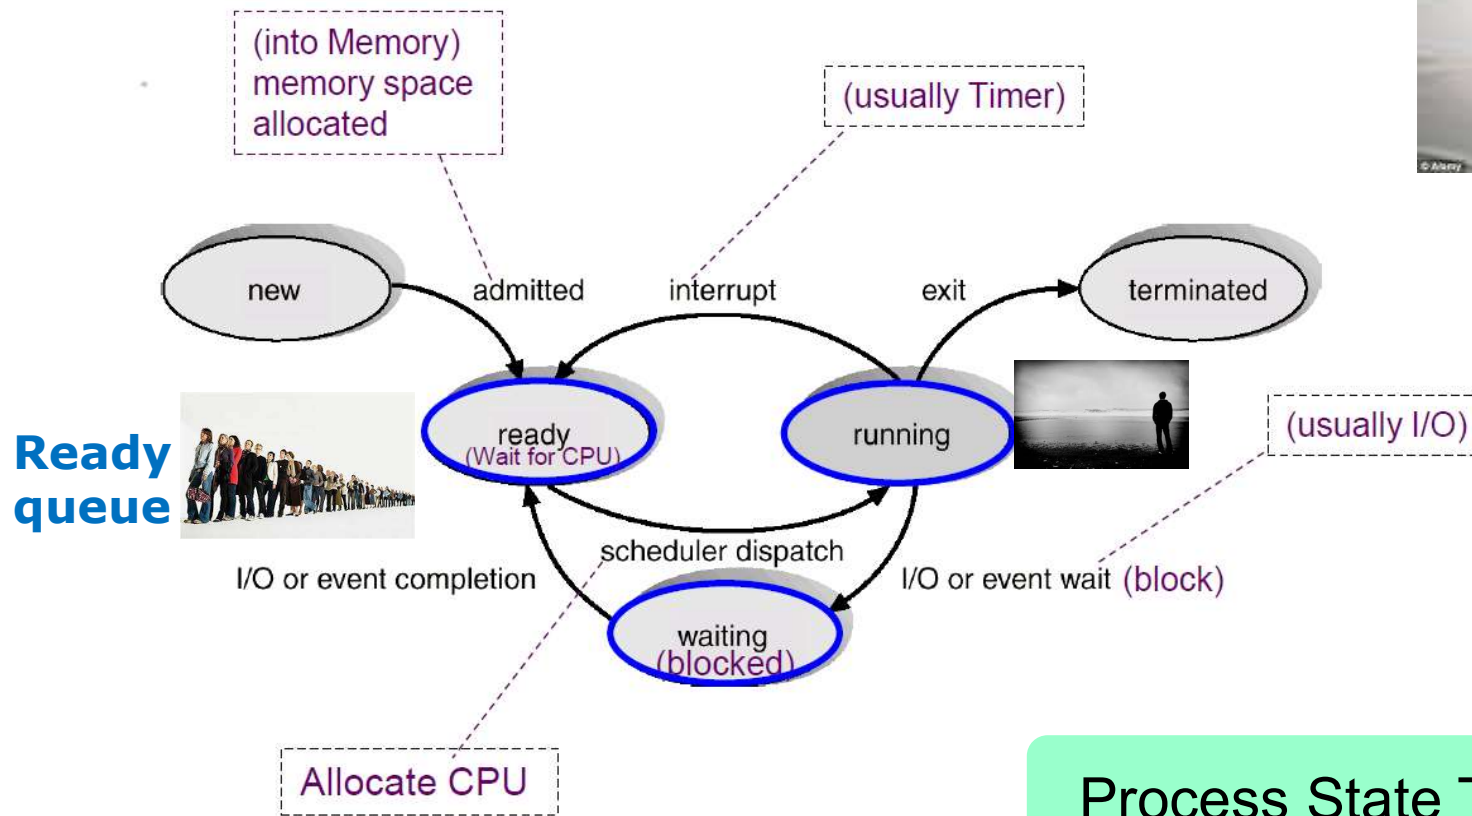 (into Memory)
memory space
allocated
(usually Timer)
© Alamy
new
admitted
interrupt
exit
terminated
Ready
queue
ready
(Wait for CPU)
running
(usually I/O)
scheduler dispatch
I/O or event completion
I/O or event wait (block)
waiting
(blocked)
Allocate CPU
Process State